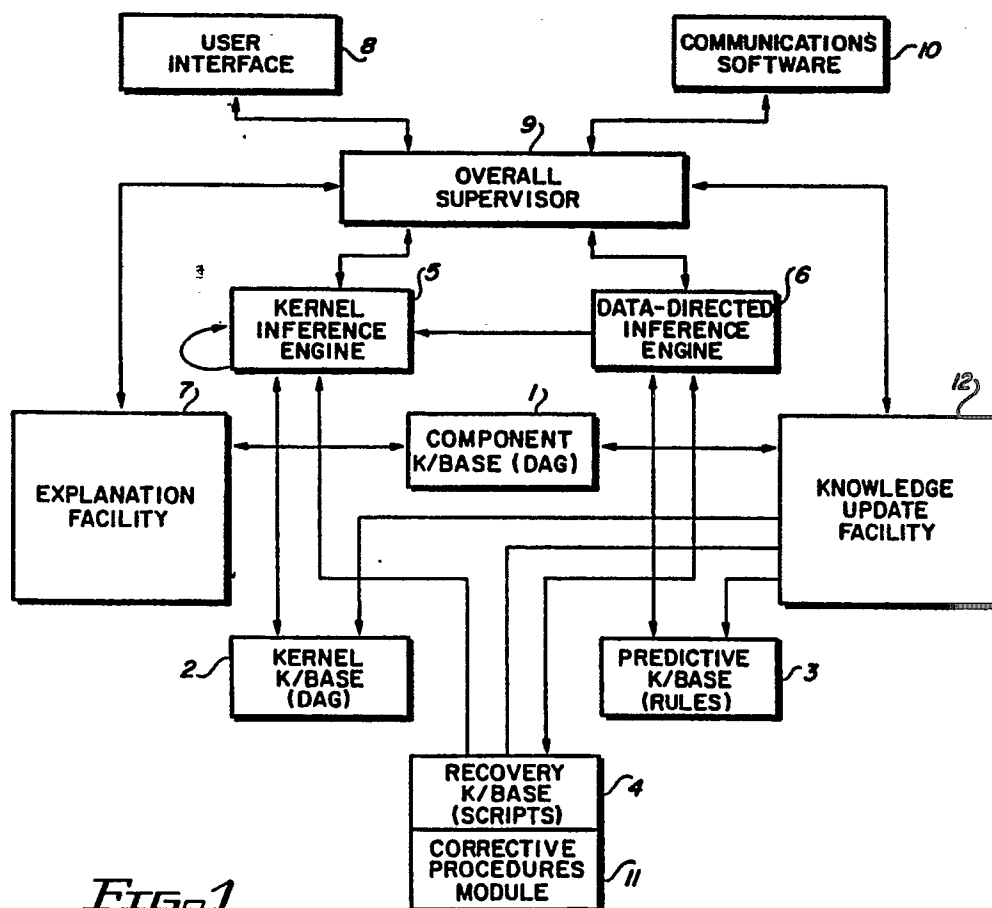 USER
INTERFACE
8
COMMUNICATIONS
SOFTWARE
10
9
OVERALL
SUPERVISOR
5
KERNEL
INFERENCE
ENGINE
6
DATA-DIRECTED
INFERENCE
ENGINE
7
EXPLANATION
FACILITY
1
COMPONENT
K/BASE (DAG)
12
KNOWLEDGE
UPDATE
FACILITY
2
KERNEL
K/BASE
(DAG)
PREDICTIVE
K/BASE
(RULES)
3
RECOVERY
K/BASE
(SCRIPTS)
4
CORRECTIVE
PROCEDURES
MODULE
11
FIG-1